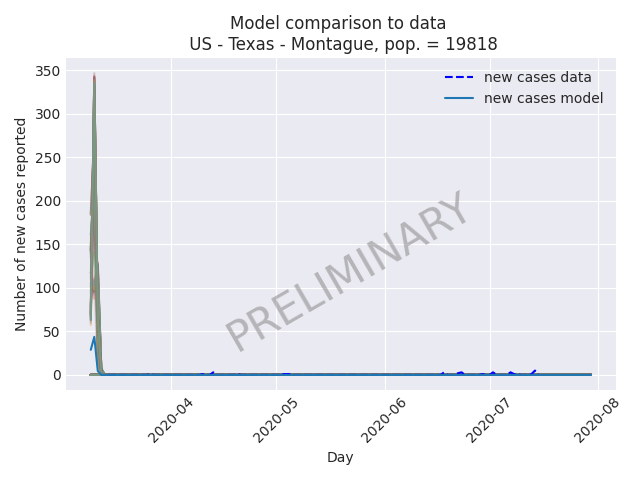 Model comparison to data
US - Texas - Montague, pop. = 19818
350
300
250
200
150
100
50
0
Number of new cases reported
new cases data
new cases model
PRELIMINARY
2020-04
2020-05
2020-06
2020-07
2020-08
Day